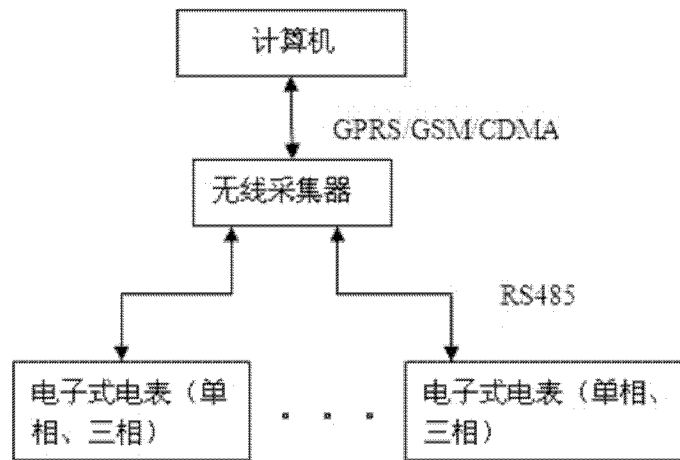 计算机
GPRS/GSM/CDMA
无线采集器
RS485
电子式电表（单
相、三相）
. . .
电子式电表（单相、
三相）